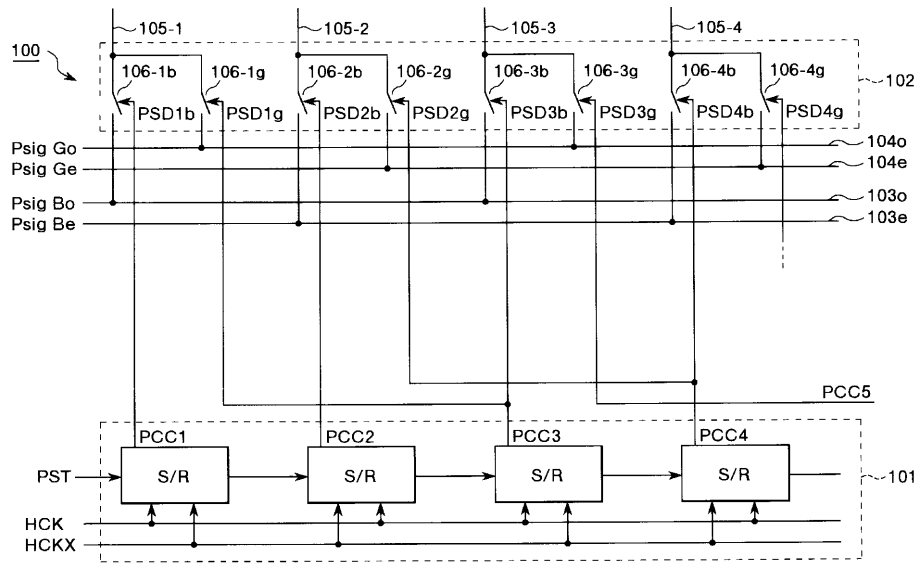 105-1 105-2 105-3 105-4
100
106-1b 106-1g 106-2b 106-2g 106-3b 106-3g 106-4b 106-4g
102
PSD1b PSD1g PSD2b PSD2g PSD3b PSD3g PSD4b PSD4g
Psig Go 104o
Psig Ge 104e
Psig Bo 103o
Psig Be 103e
PCC5
PCC1 PCC2 PCC3 PCC4
PST S/R S/R S/R S/R 101
HCK
HCKX